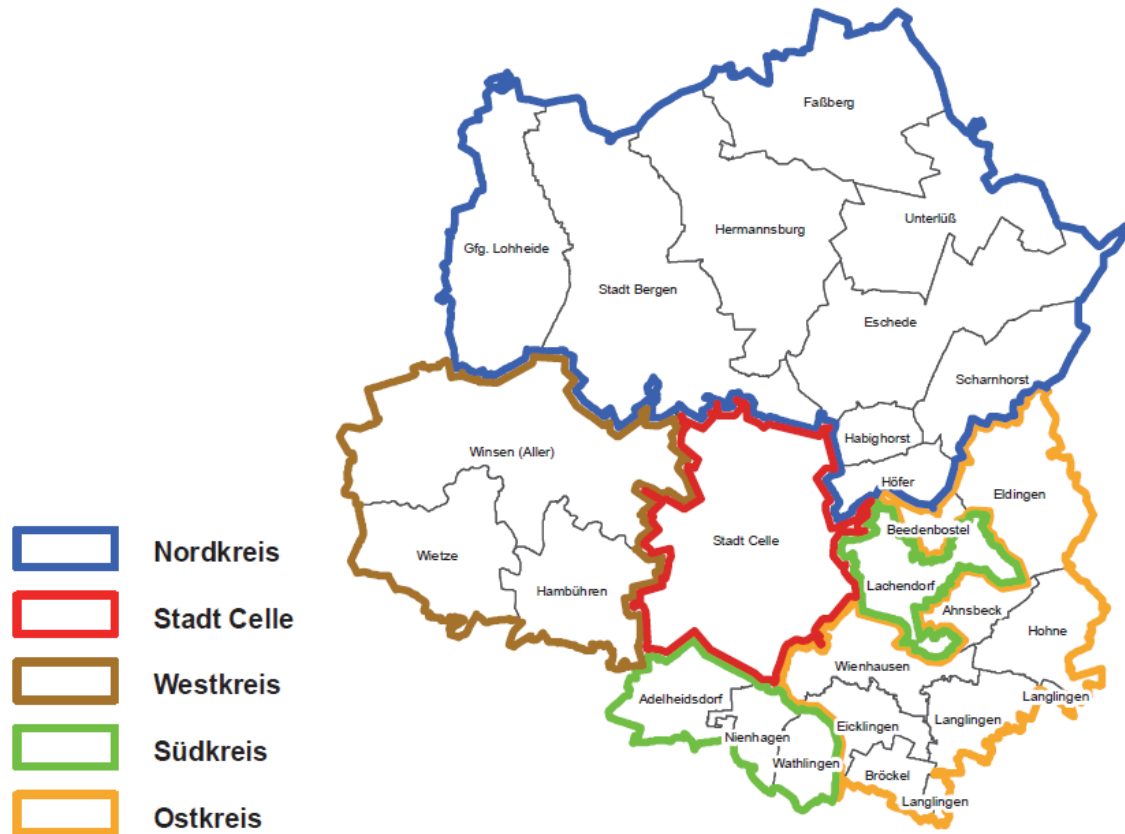 Faßberg
Unterlüß
Hermannsburg
Gfg. Lohheide
Stadt Bergen
Eschede
Scharnhorst
Habighorst
Winsen (Aller)
Höfer
Eldingen
Beedenbostel
Stadt Celle
Wietze
Hambühren
Lachendorf
Ahnsbeck
Hohne
Wienhausen
Adelheidsdorf
Langlingen
Langlingen
Eicklingen
Nienhagen
Wathlingen
Bröckel
Langlingen
Nordkreis
Stadt Celle
Westkreis
Südkreis
Ostkreis